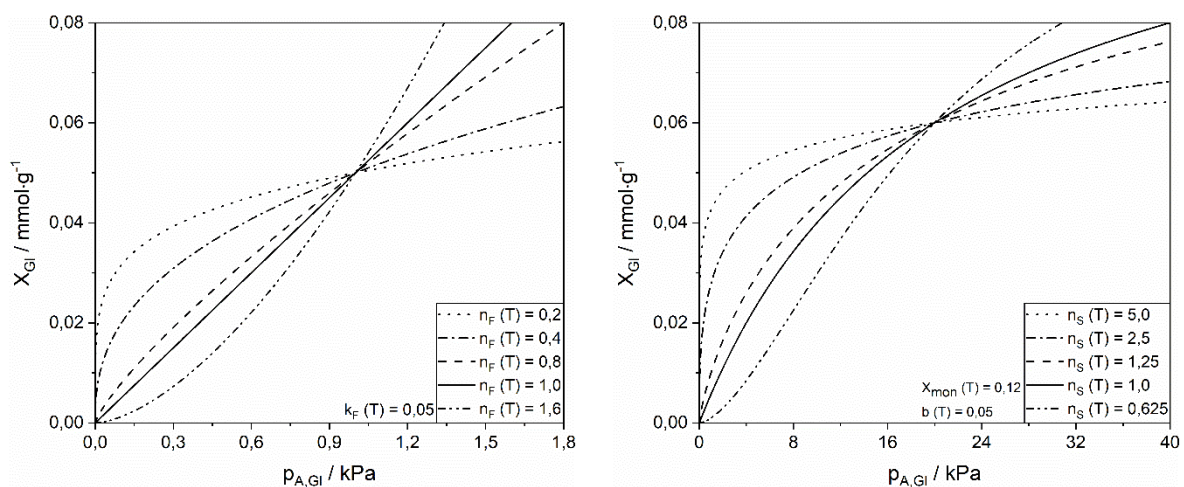 0,08
0,06
0,04
0,02
0,00
X_GI / mmol·g⁻¹
n_F (T) = 0,2
n_F (T) = 0,4
n_F (T) = 0,8
n_F (T) = 1,0
n_F (T) = 1,6
k_F (T) = 0,05
0,0 0,3 0,6 0,9 1,2 1,5 1,8
p_A,GI / kPa
0,08
0,06
0,04
0,02
0,00
X_GI / mmol·g⁻¹
n_S (T) = 5,0
n_S (T) = 2,5
n_S (T) = 1,25
n_S (T) = 1,0
n_S (T) = 0,625
X_mon (T) = 0,12
b (T) = 0,05
0 8 16 24 32 40
p_A,GI / kPa